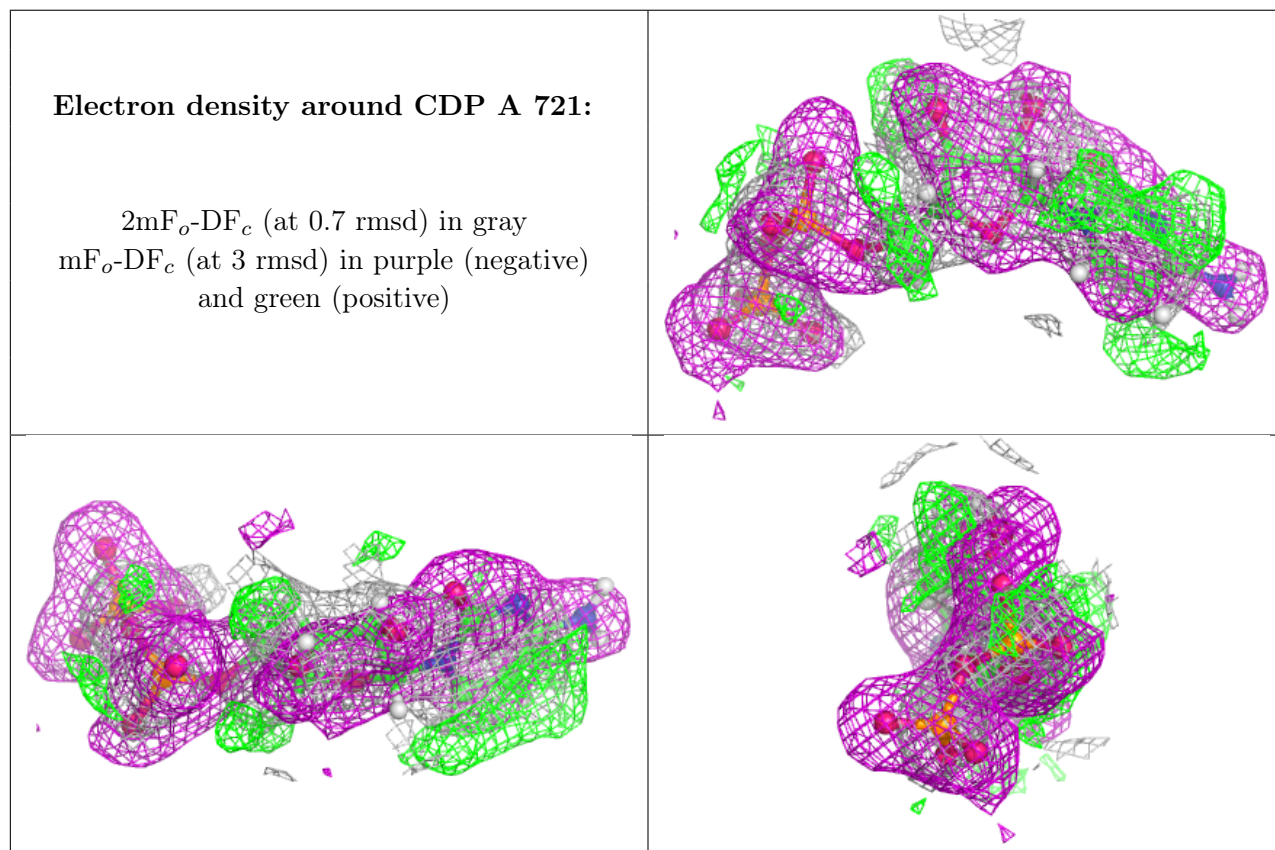 Electron density around CDP A 721:
2mFo-DFc (at 0.7 rmsd) in gray
mFo-DFc (at 3 rmsd) in purple (negative)
and green (positive)